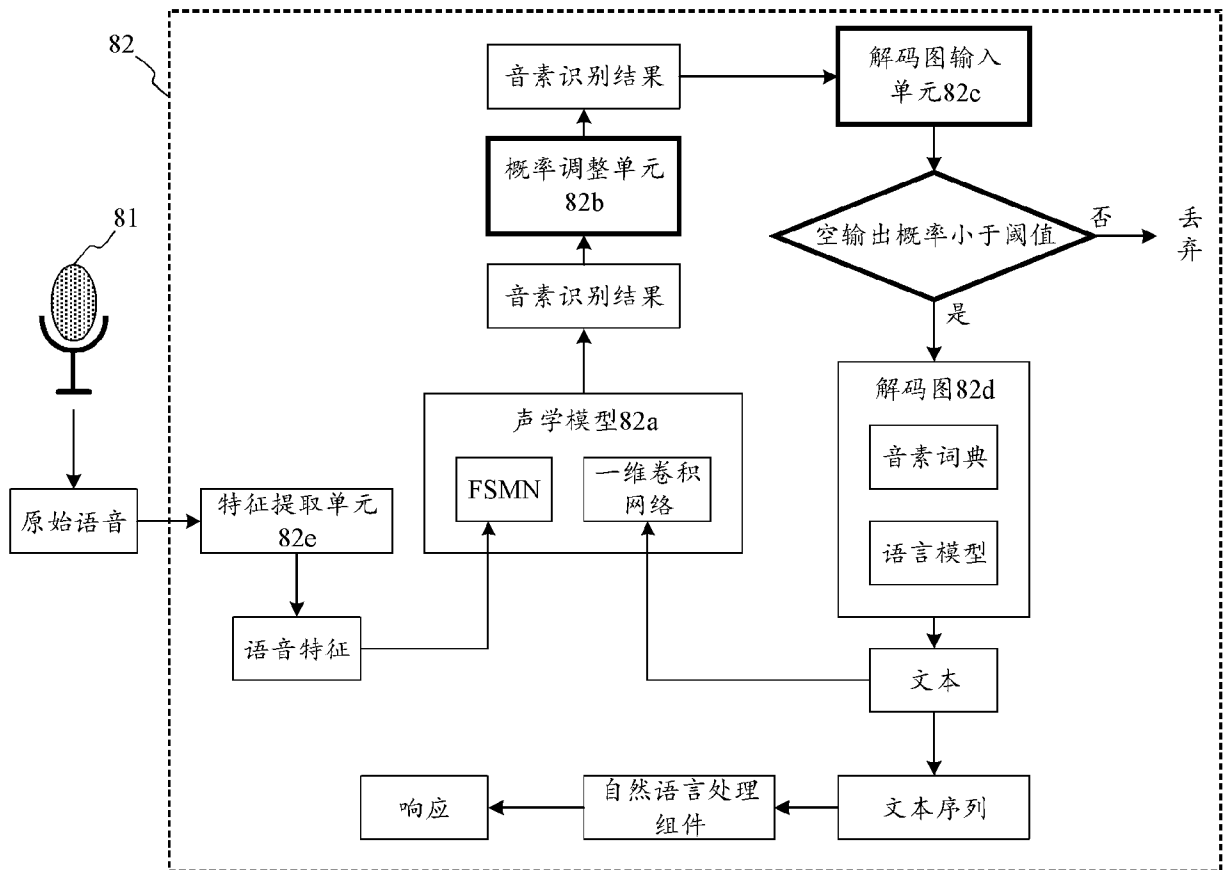 82
81
原始语音
特征提取单元
82e
语音特征
声学模型82a
FSMN
一维卷积
网络
音素识别结果
概率调整单元
82b
音素识别结果
解码图输入
单元82c
空输出概率小于阈值
否
丢
弃
是
解码图82d
音素词典
语言模型
文本
文本序列
自然语言处理
组件
响应